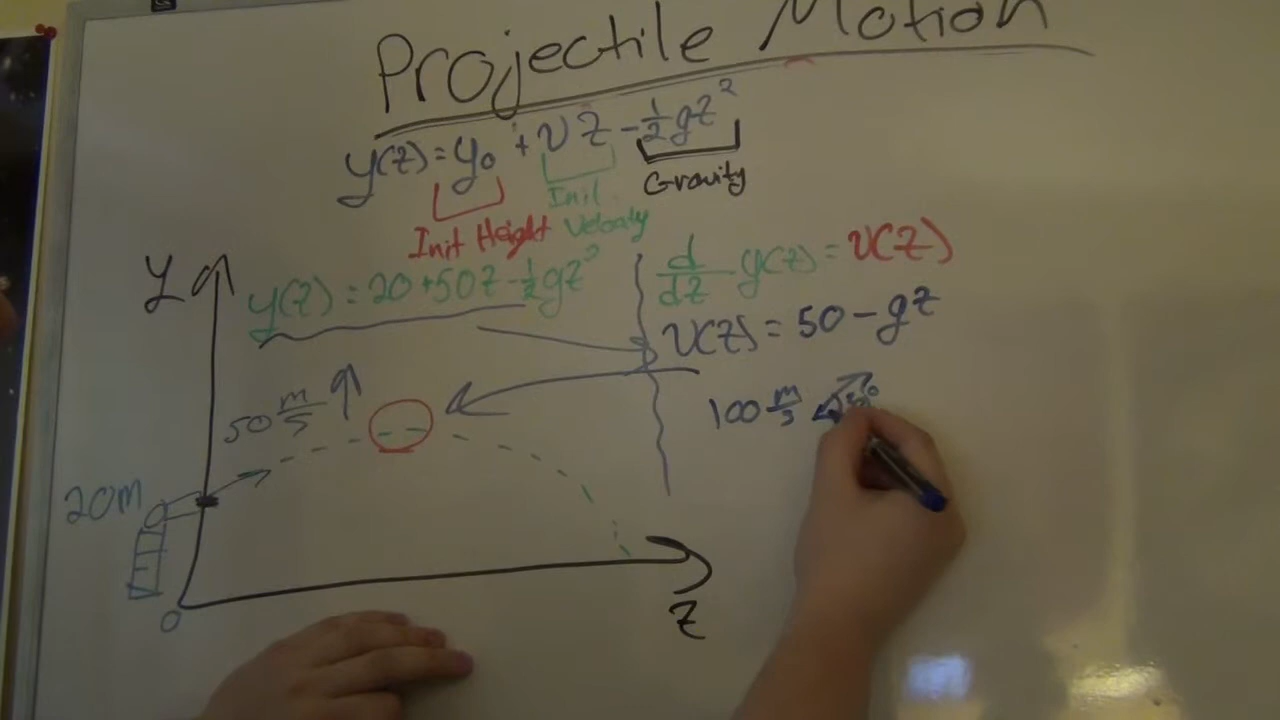 Projectile Motion
y(z) = y₀ + vz - ½gz²
Gravity
Init
Init Height Velocity
y(z) = 20+50z-½gz²
d/dz y(z) = v(z)
v(z) = 50 - gz
y
50 m/s
100 m/s
20m
0
z